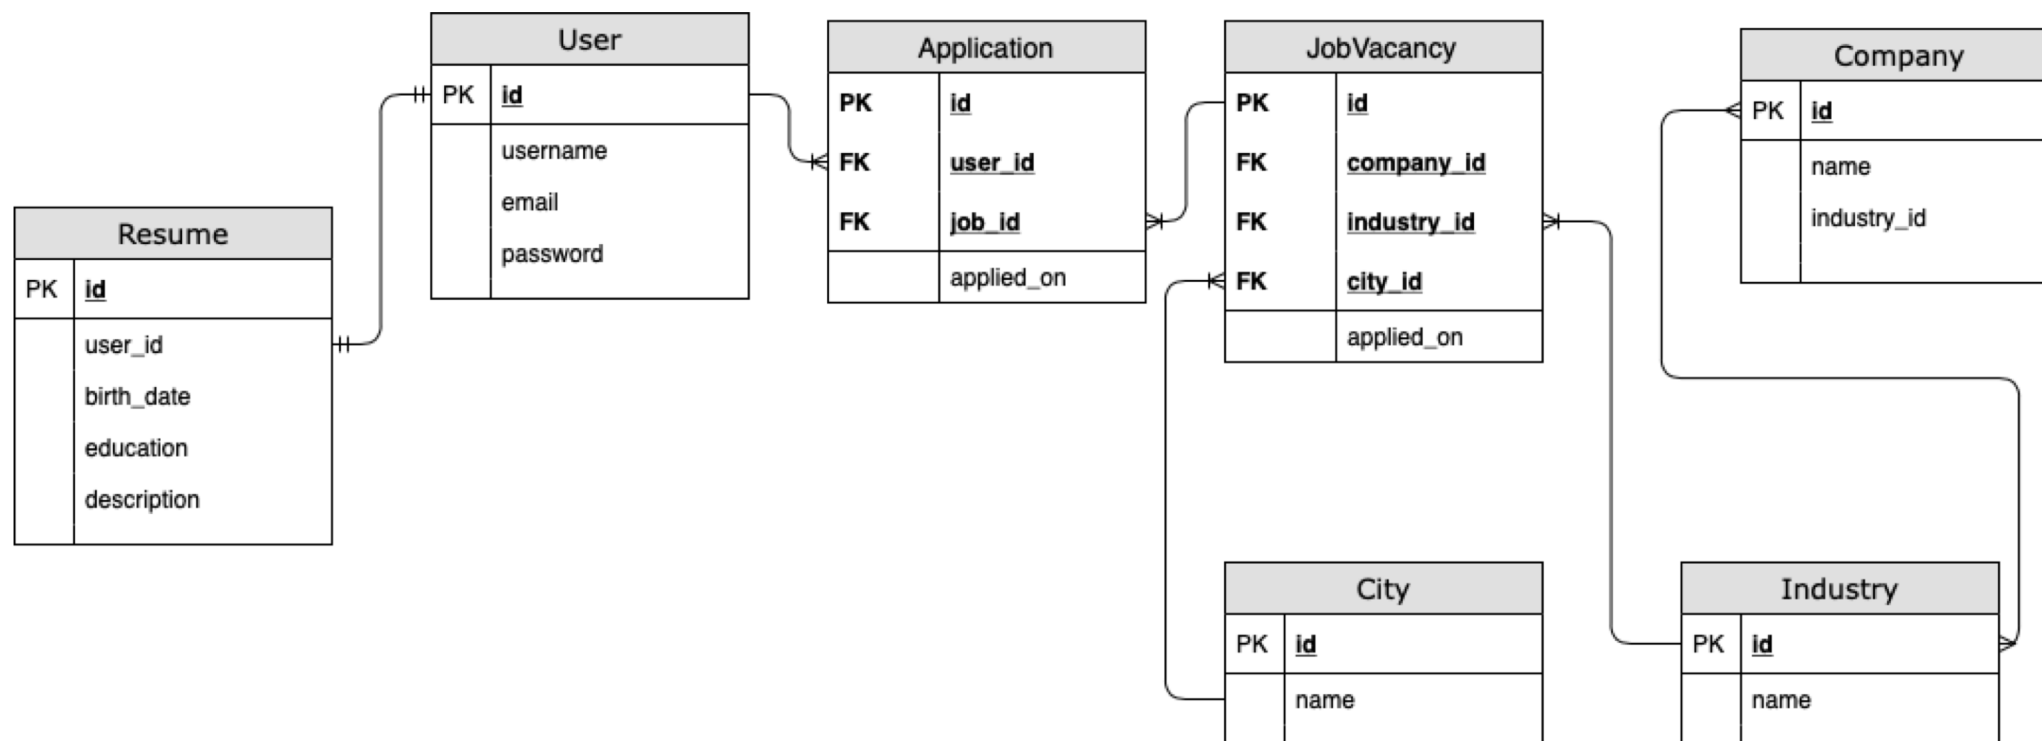 Resume
PK id
user_id
birth_date
education
description
User
PK id
username
email
password
Application
PK id
FK user_id
FK job_id
applied_on
JobVacancy
PK id
FK company_id
FK industry_id
FK city_id
applied_on
Company
PK id
name
industry_id
City
PK id
name
Industry
PK id
name